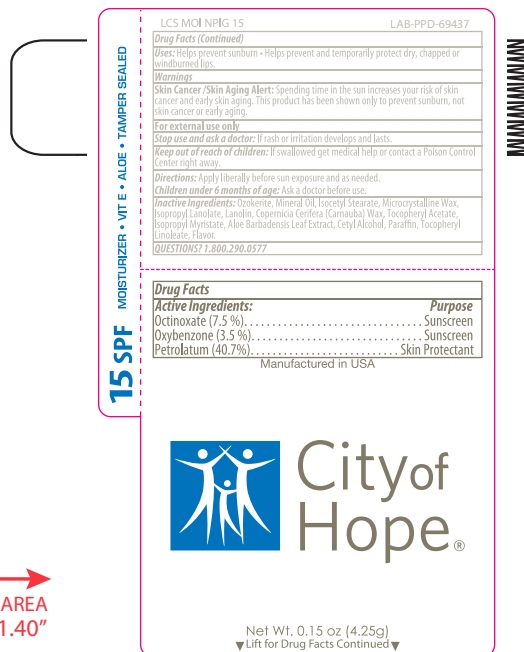 LCS MOI NPIG 15
LAB-PPD-69437
Drug Facts (Continued)
Uses: Helps prevent sunburn • Helps prevent and temporarily protect dry, chapped or
windburned lips.
Warnings
Skin Cancer /Skin Aging Alert: Spending time in the sun increases your risk of skin
cancer and early skin aging. This product has been shown only to prevent sunburn, not
skin cancer or early aging.
For external use only
Stop use and ask a doctor: If rash or irritation develops and lasts.
Keep out of reach of children: If swallowed get medical help or contact a Poison Control
Center right away.
Directions: Apply liberally before sun exposure and as needed.
Children under 6 months of age: Ask a doctor before use.
Inactive Ingredients: Ozokerite, Mineral Oil, Isocetyl Stearate, Microcrystalline Wax,
Isopropyl Lanolate, Lanolin, Copernicia Cerifera (Carnauba) Wax, Tocopheryl Acetate,
Isopropyl Myristate, Aloe Barbadensis Leaf Extract, Cetyl Alcohol, Paraffin, Tocopheryl
Linoleate, Flavor.
QUESTIONS? 1.800.290.0577
15 SPF MOISTURIZER • VIT E • ALOE • TAMPER SEALED
Drug Facts
Active Ingredients: Purpose
Octinoxate (7.5 %). . . . . . . . . . . . . . . . . . . . . . . . . . . . . . Sunscreen
Oxybenzone (3.5 %). . . . . . . . . . . . . . . . . . . . . . . . . . . . . Sunscreen
Petrolatum (40.7%). . . . . . . . . . . . . . . . . . . . . . . . . Skin Protectant
Manufactured in USA
City of
Hope®
AREA
1.40"
Net Wt. 0.15 oz (4.25g)
▼Lift for Drug Facts Continued▼